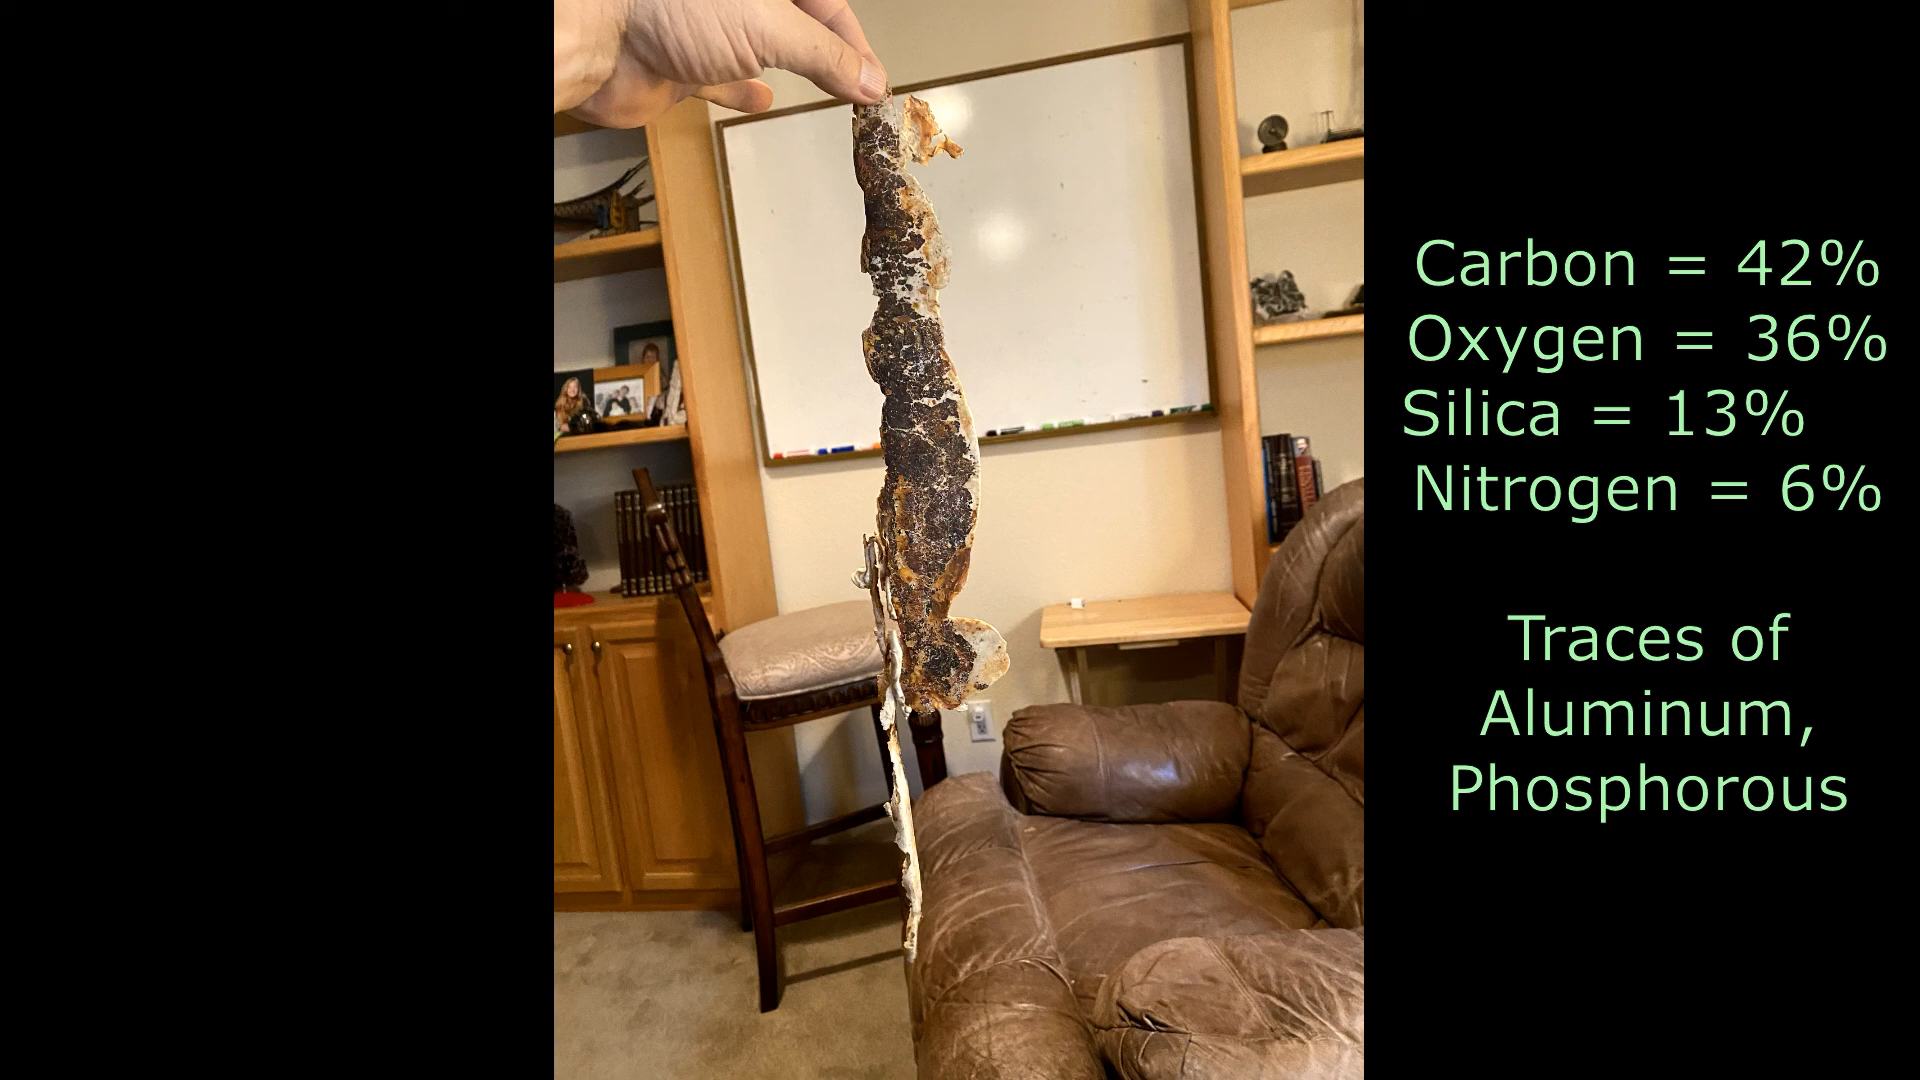 Carbon = 42%
Oxygen = 36%
Silica = 13%
Nitrogen = 6%
Traces of
Aluminum,
Phosphorous